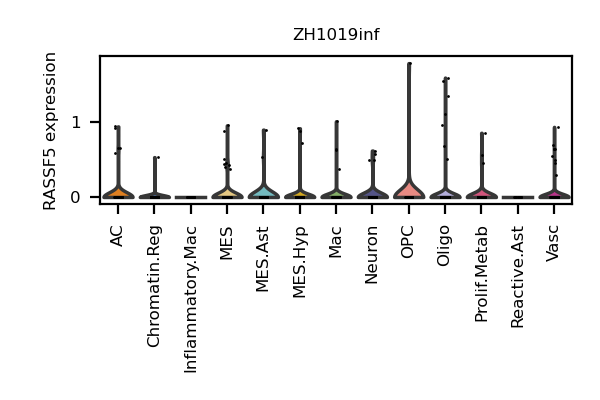 ZH1019inf
RASSF5 expression
1
0
AC
Chromatin.Reg
Inflammatory.Mac
MES
MES.Ast
MES.Hyp
Mac
Neuron
OPC
Oligo
Prolif.Metab
Reactive.Ast
Vasc